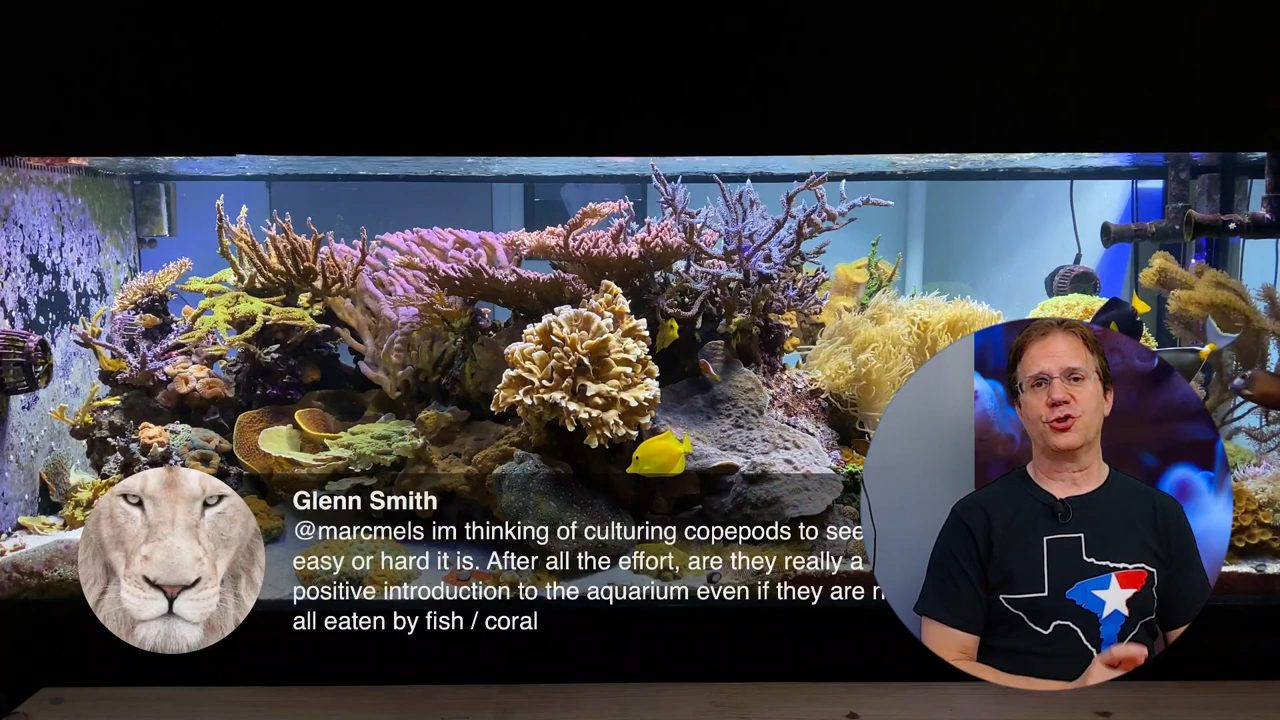 Glenn Smith
@marcmels im thinking of culturing copepods to see
easy or hard it is. After all the effort, are they really a
positive introduction to the aquarium even if they are
all eaten by fish / coral